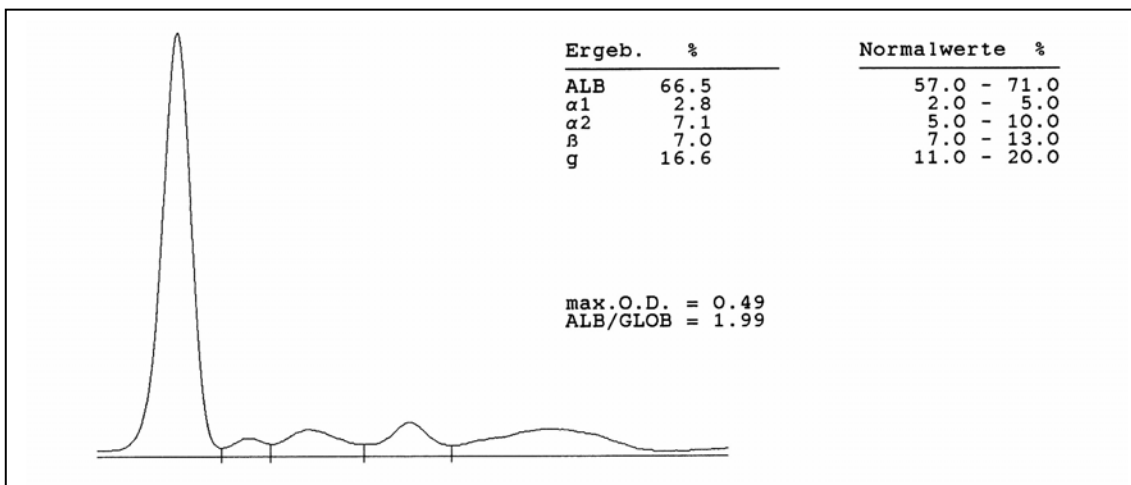 Ergeb. %
ALB 66.5
α1 2.8
α2 7.1
ß 7.0
g 16.6
Normalwerte %
57.0 - 71.0
2.0 - 5.0
5.0 - 10.0
7.0 - 13.0
11.0 - 20.0
max.O.D. = 0.49
ALB/GLOB = 1.99